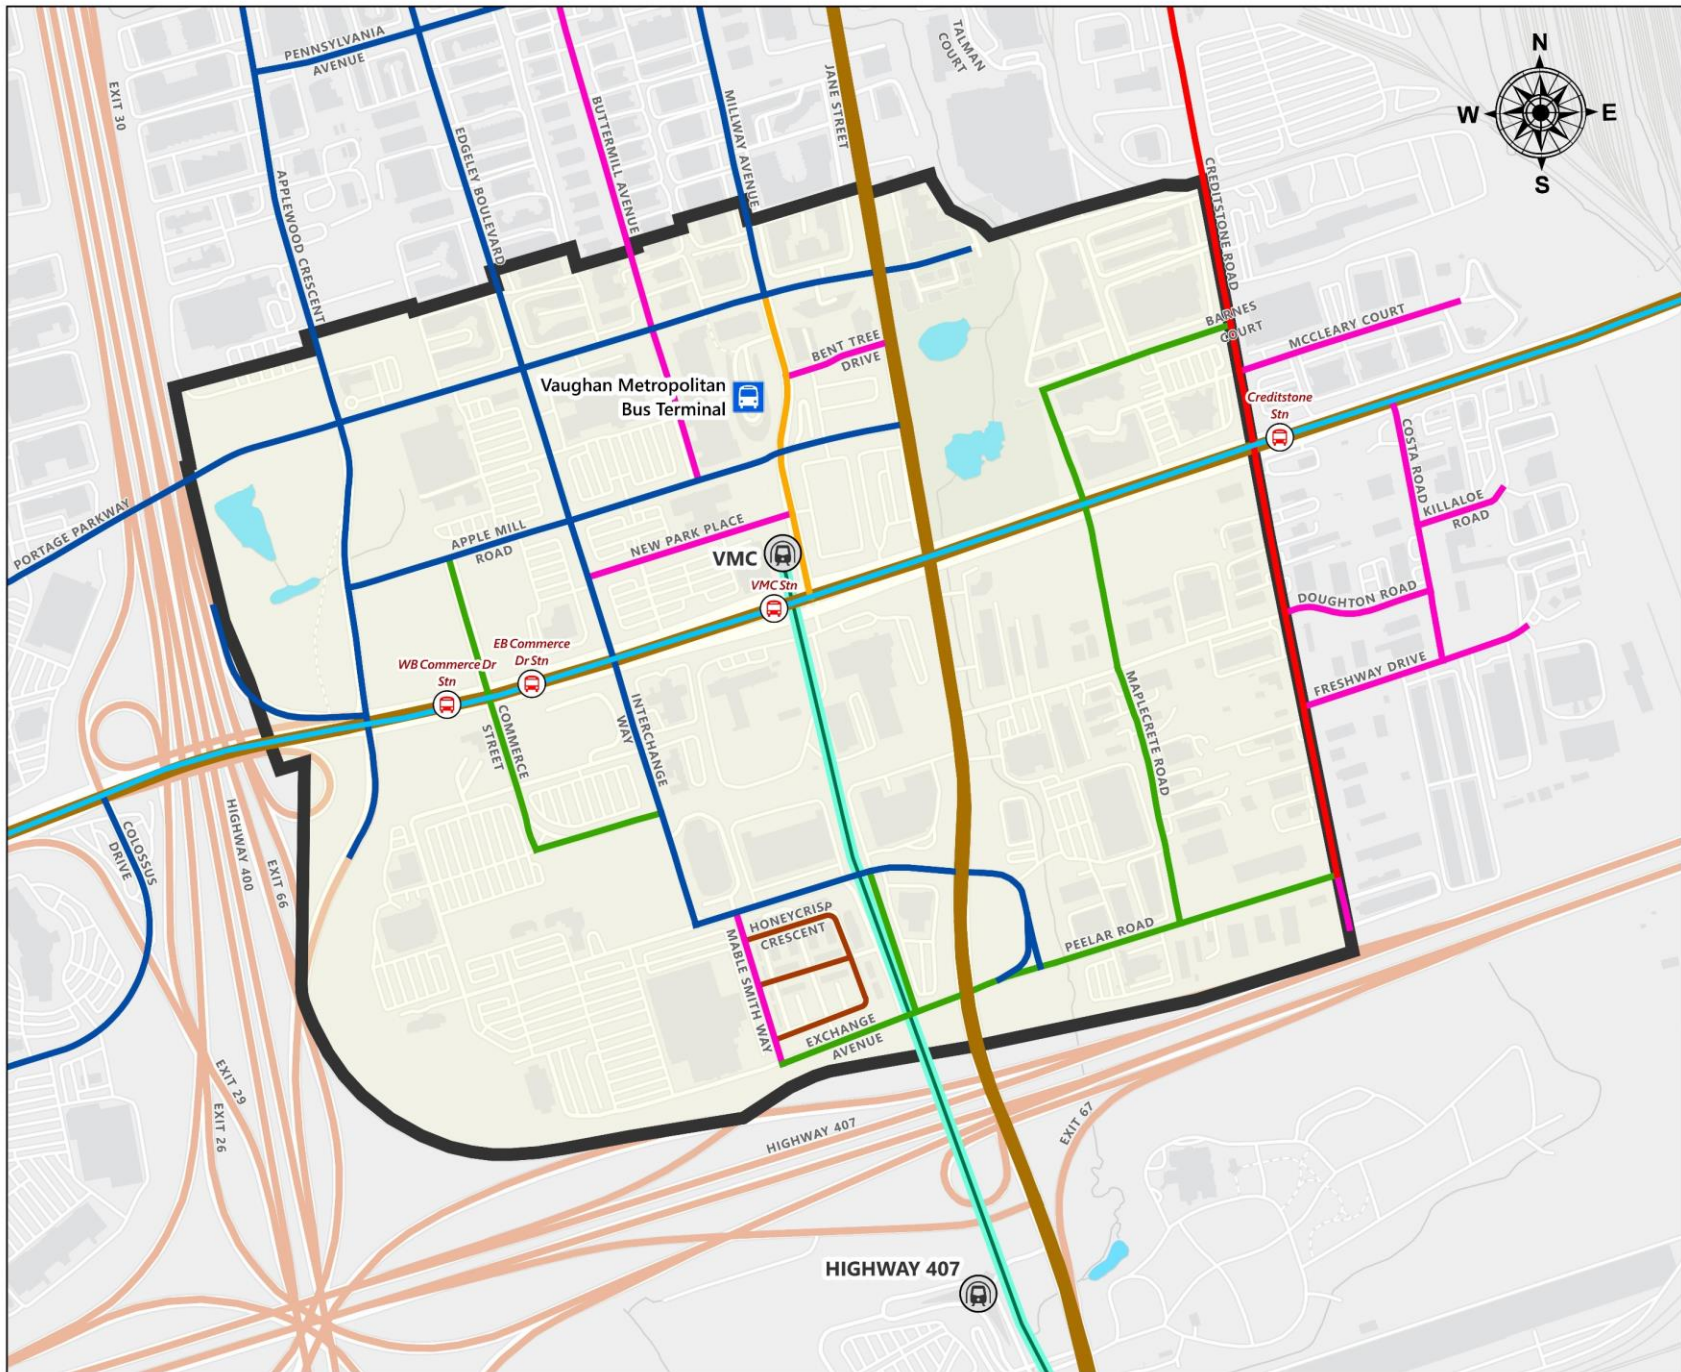 PENNSYLVANIA
AVENUE
EXIT 30
TALMAN
COURT
JANE STREET
N
W
E
S
BUTTERMILL AVENUE
MILLWAY AVENUE
EDGELEY BOULEVARD
APPLEWOOD CRESCENT
CREDITSTONE ROAD
BARNES
COURT
MCCLEARY COURT
BENT TREE
DRIVE
Vaughan Metropolitan
Bus Terminal
Creditstone
Stn
COSTA ROAD
KILLALOE
ROAD
PORTAGE PARKWAY
APPLE MILL
ROAD
NEW PARK PLACE
VMC
VMC Stn
DOUGHTON ROAD
EB Commerce
Dr Stn
WB Commerce Dr
Stn
FRESHWAY DRIVE
COMMERCE
STREET
INTERCHANGE
WAY
MAPLECRETE ROAD
COLOSSUS
DRIVE
HIGHWAY 400
EXIT 66
HONEYCRISP
CRESCENT
MABLE SMITH WAY
PEELAR ROAD
EXCHANGE
AVENUE
EXIT 29
EXIT 26
HIGHWAY 407
EXIT 67
HIGHWAY 407